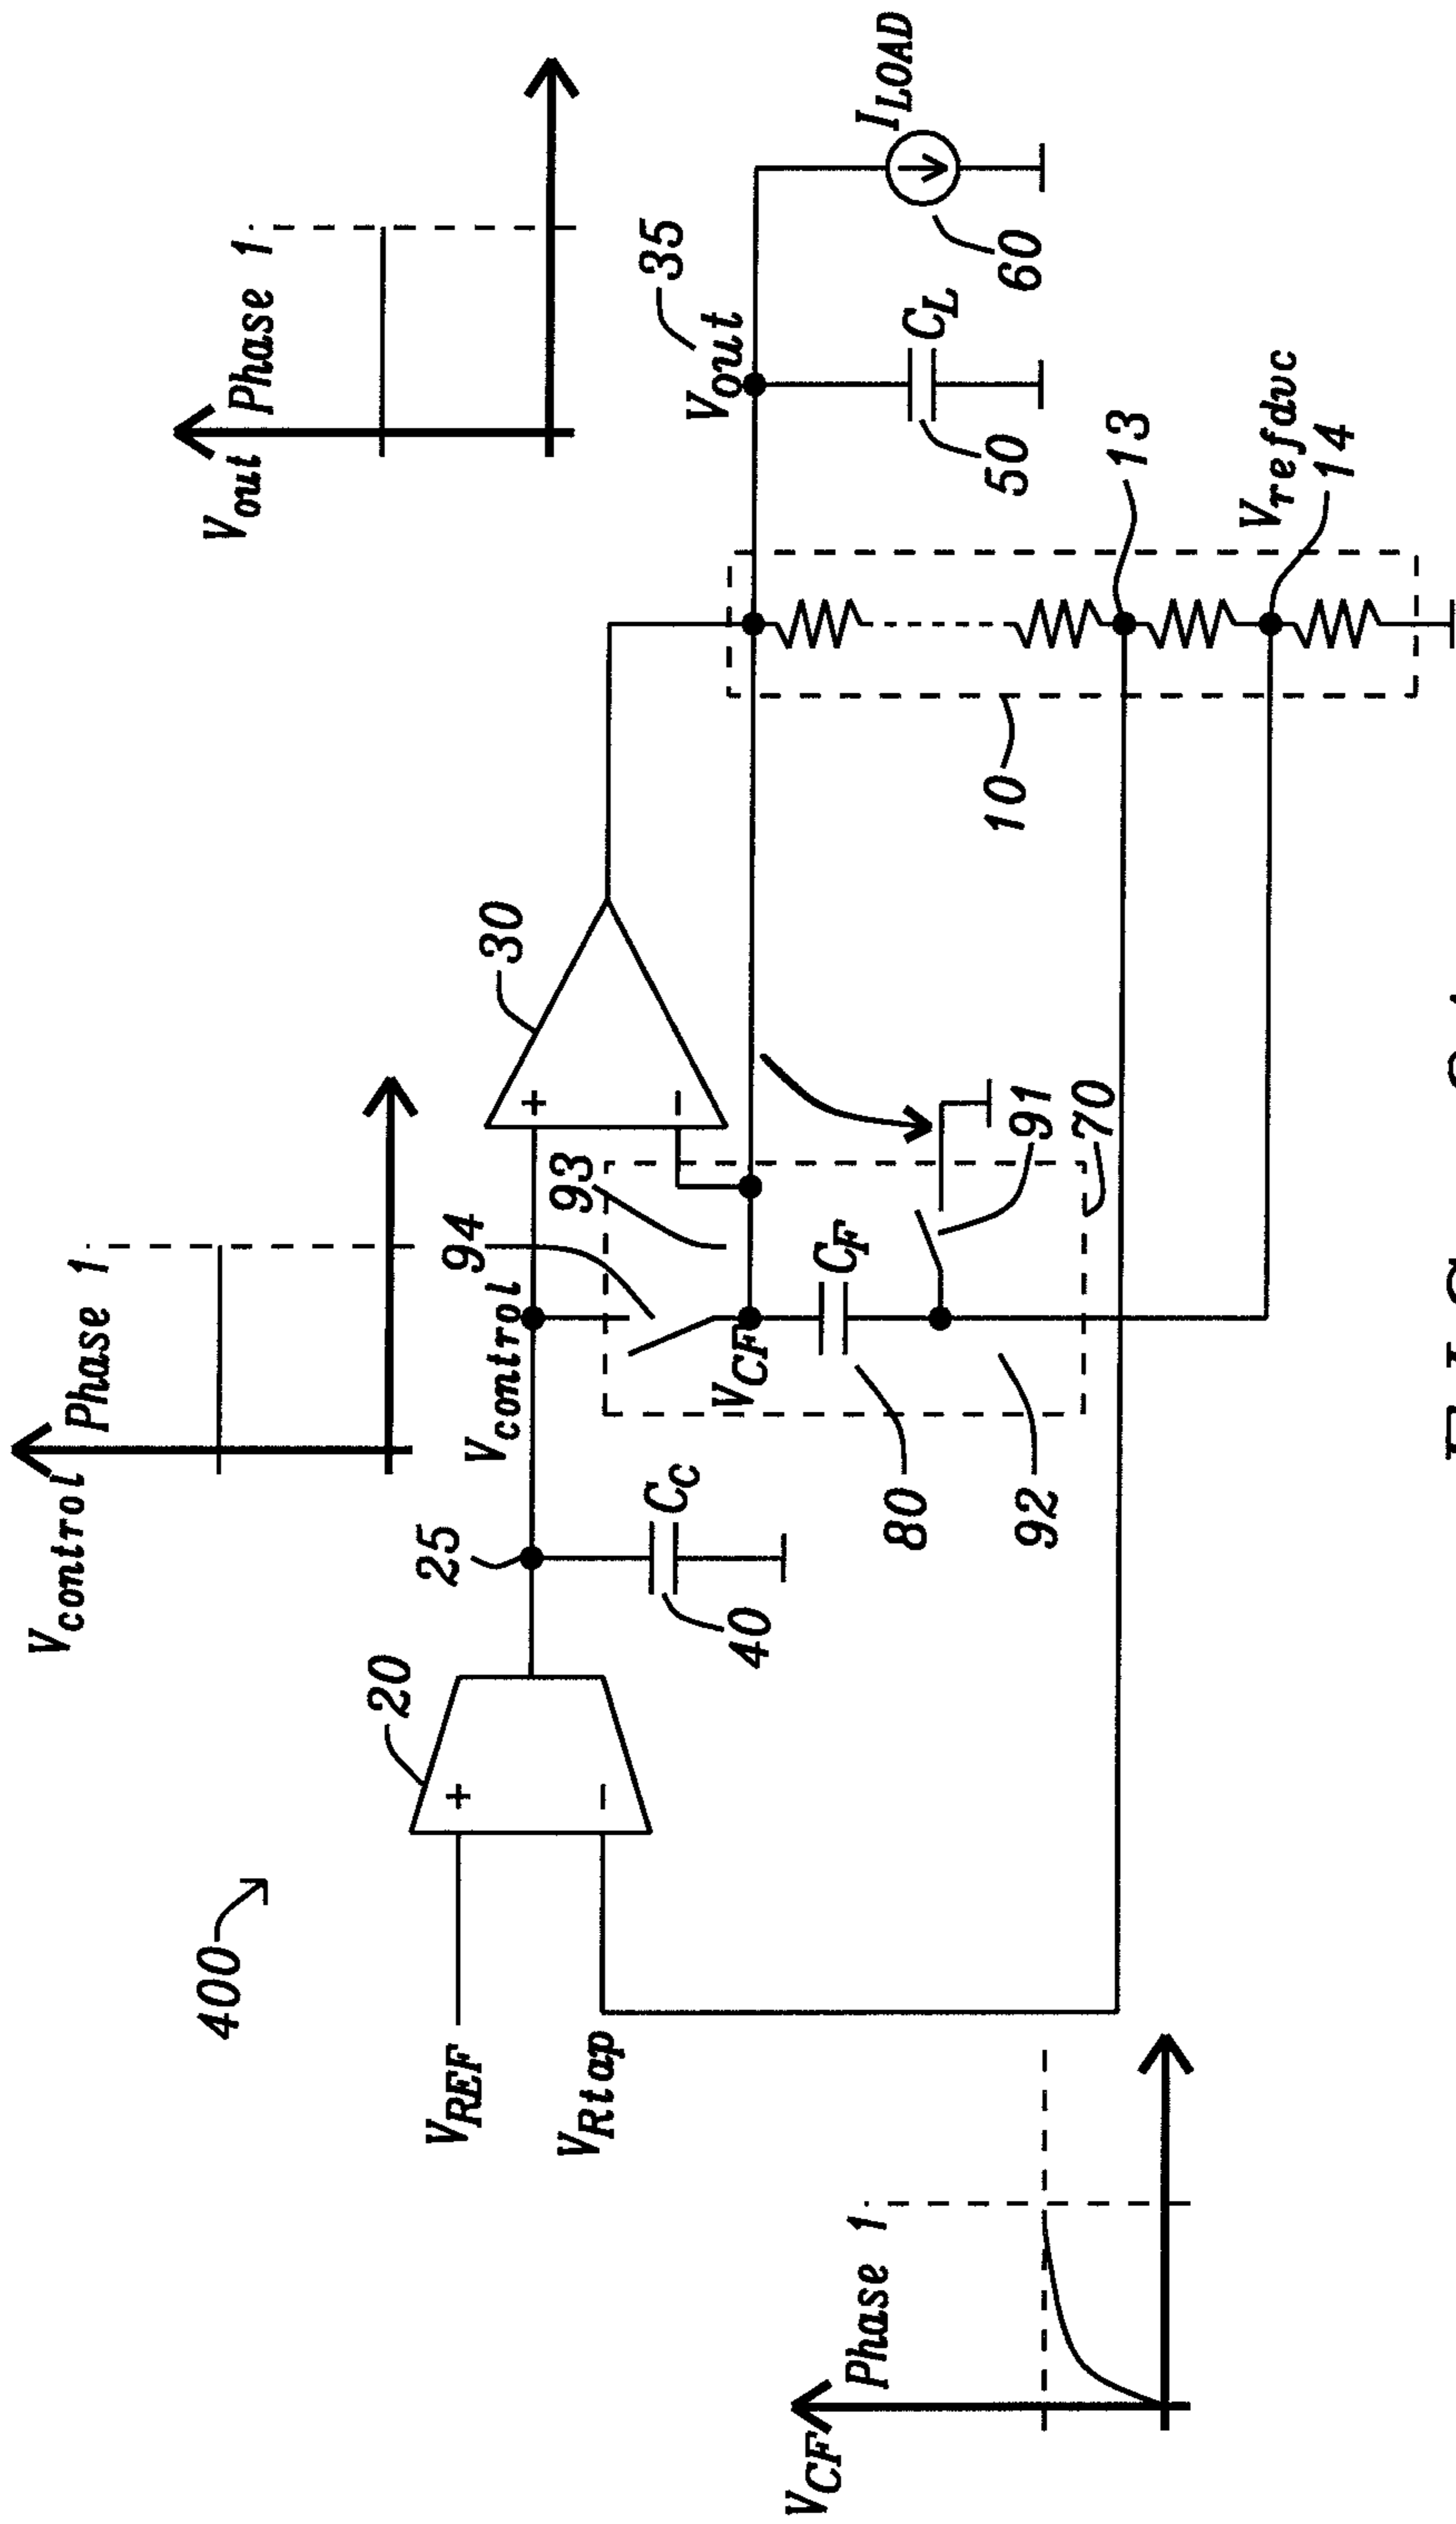 400
V_REF
V_Rtap
20
V_control
Phase 1
25
V_control
C_C
40
94
93
30
V_CF
C_F
80
92
91
70
V_CF
Phase 1
V_out
Phase 1
V_out
35
C_L
50
I_LOAD
60
10
13
V_refdvc
14